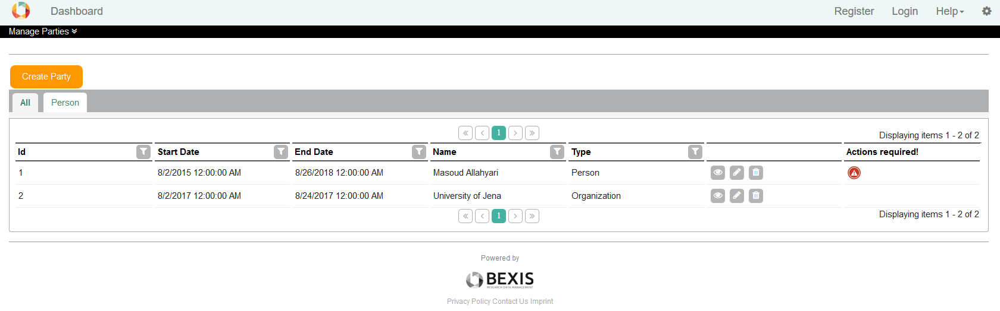 Dashboard Register Login Help
Manage Parties
Create Party
All Person
1 Displaying items 1 - 2 of 2
Id Start Date End Date Name Type Actions required!
1 8/2/2015 12:00:00 AM 8/26/2018 12:00:00 AM Masoud Allahyari Person
2 8/2/2017 12:00:00 AM 8/24/2017 12:00:00 AM University of Jena Organization
1 Displaying items 1 - 2 of 2
Powered by
BEXIS
RESEARCH DATA MANAGEMENT
Privacy Policy Contact Us Imprint